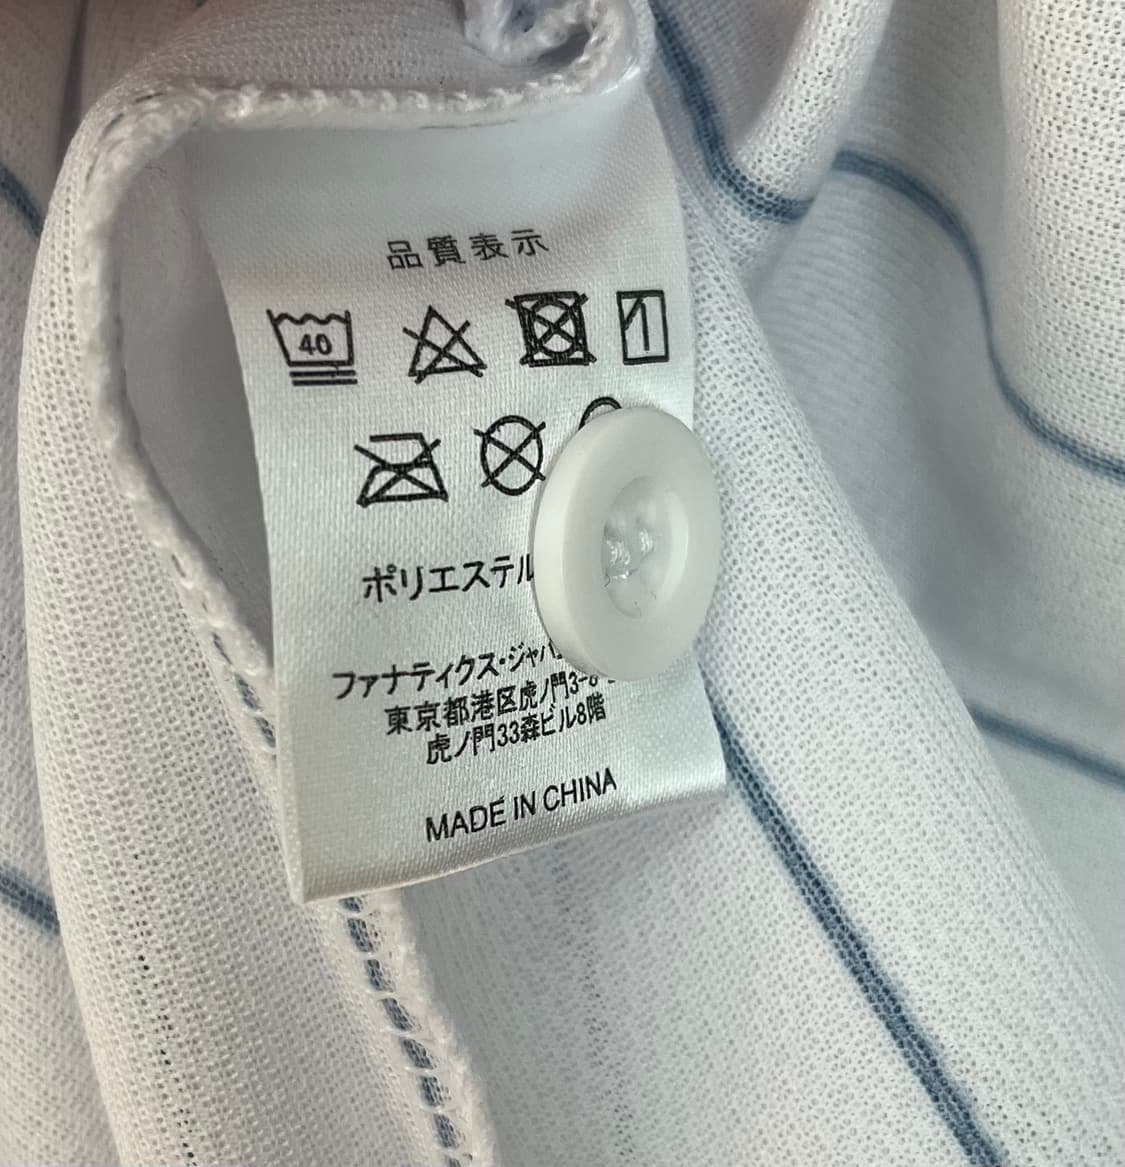 品質表示
40
ポリエステル
ファナティクス・ジャパ
東京都港区虎ノ門3-8
虎ノ門33森ビル8階
MADE IN CHINA